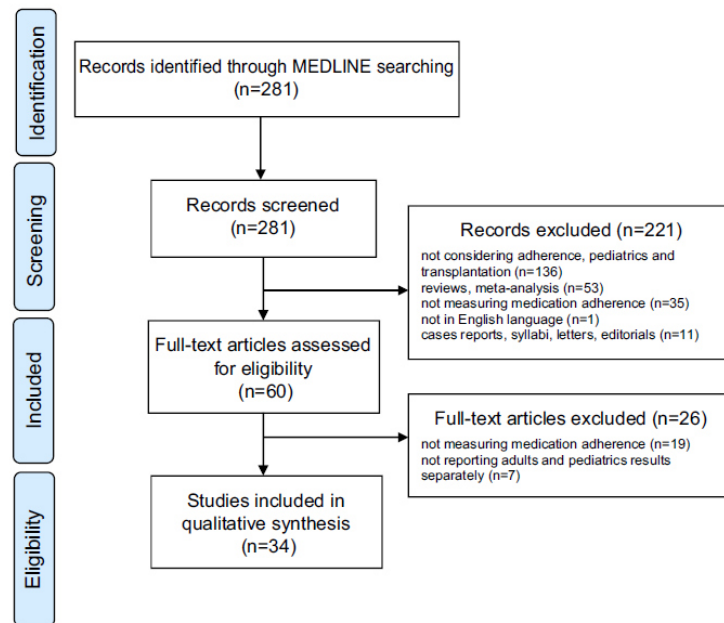 Identification
Records identified through MEDLINE searching
(n=281)
Screening
Records screened
(n=281)
Records excluded (n=221)
not considering adherence, pediatrics and
transplantation (n=136)
reviews, meta-analysis (n=53)
not measuring medication adherence (n=35)
not in English language (n=1)
cases reports, syllabi, letters, editorials (n=11)
Included
Full-text articles assessed
for eligibility
(n=60)
Full-text articles excluded (n=26)
not measuring medication adherence (n=19)
not reporting adults and pediatrics results
separately (n=7)
Eligibility
Studies included in
qualitative synthesis
(n=34)